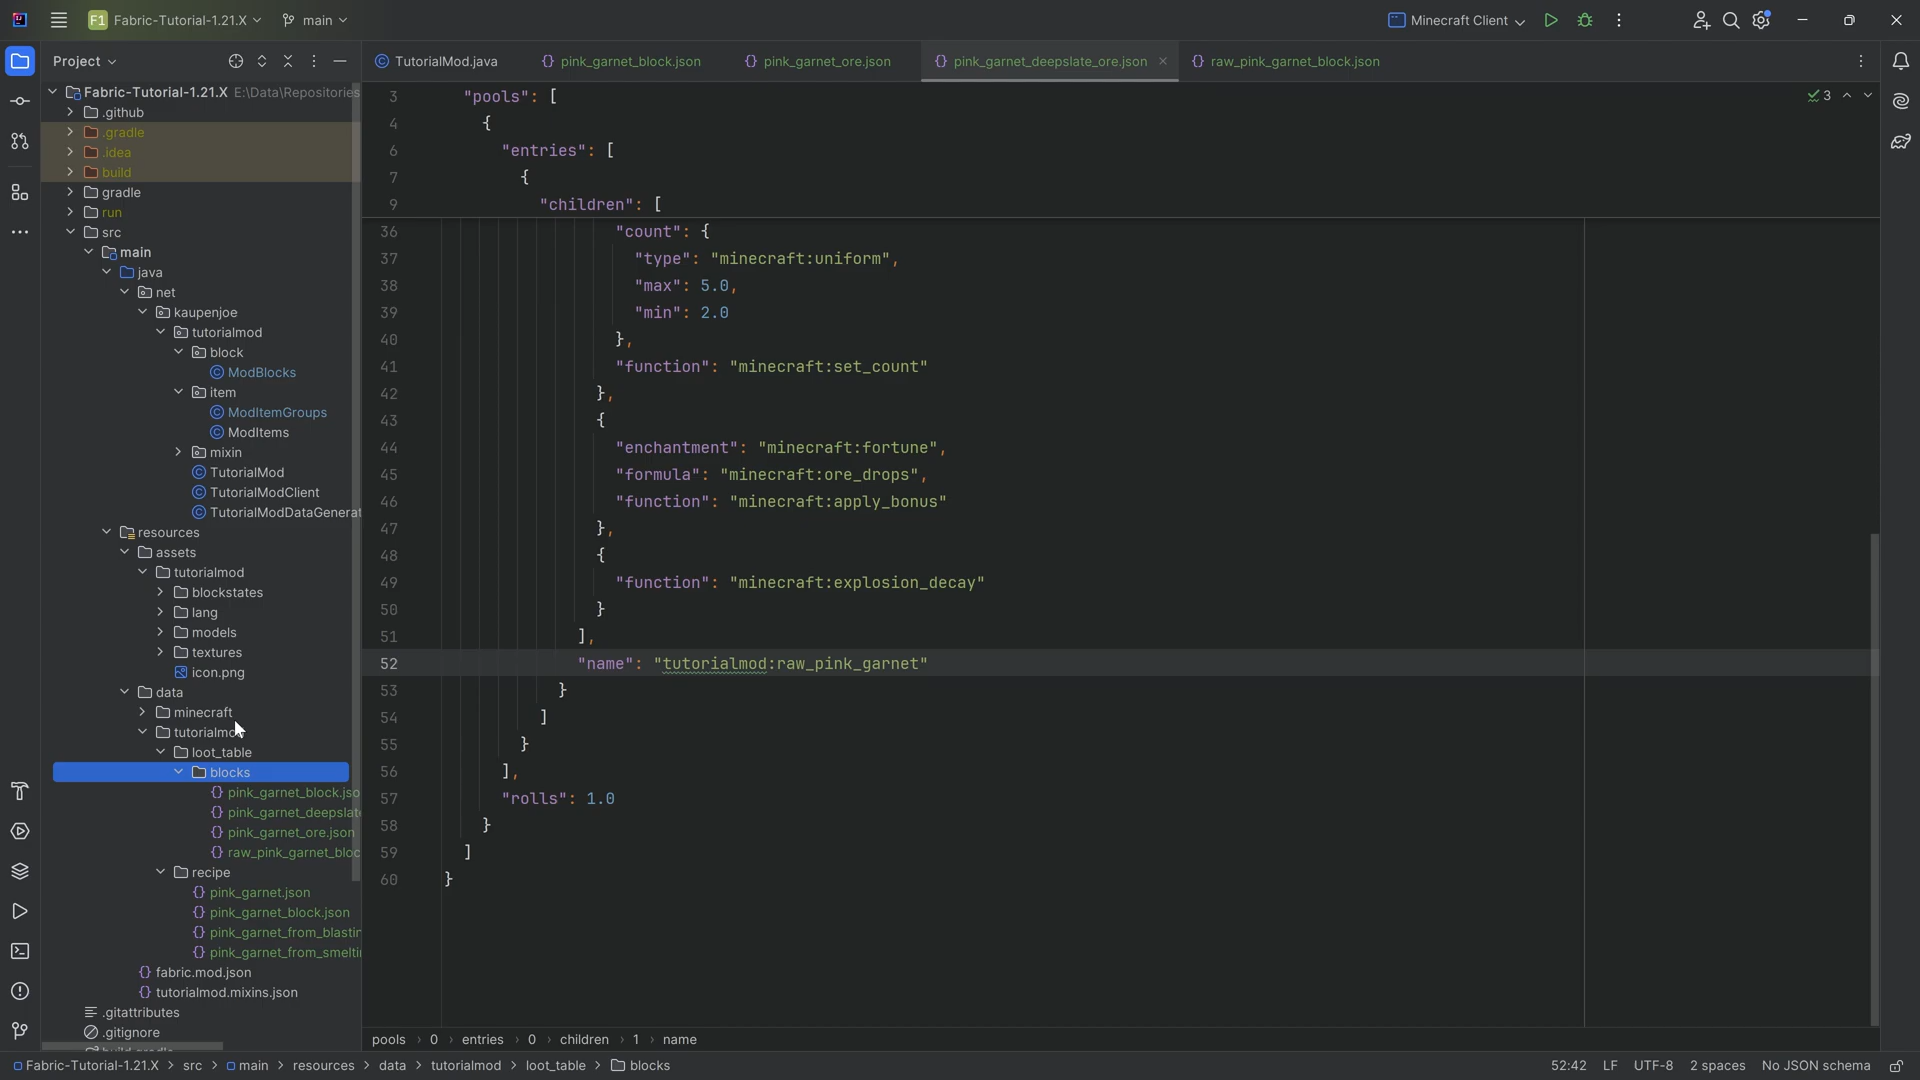 F1 Fabric-Tutorial-1.21.X main Minecraft Client
Project
TutorialMod.java pink_garnet_block.json pink_garnet_ore.json pink_garnet_deepslate_ore.json raw_pink_garnet_block.json
Fabric-Tutorial-1.21.X E:\Data\Repositories
.github
.gradle
.idea
build
gradle
run
src
main
java
net
kaupenjoe
tutorialmod
block
ModBlocks
item
ModItemGroups
ModItems
mixin
TutorialMod
TutorialModClient
TutorialModDataGenerat
resources
assets
tutorialmod
blockstates
lang
models
textures
icon.png
data
minecraft
tutorialmo
loot_table
blocks
pink_garnet_block.jso
pink_garnet_deepslate
pink_garnet_ore.json
raw_pink_garnet_bloc
recipe
pink_garnet.json
pink_garnet_block.json
pink_garnet_from_blastin
pink_garnet_from_smeltin
fabric.mod.json
tutorialmod.mixins.json
.gitattributes
.gitignore
3 "pools": [
4 {
6 "entries": [
7 {
9 "children": [
36 "count": {
37 "type": "minecraft:uniform",
38 "max": 5.0,
39 "min": 2.0
40 },
41 "function": "minecraft:set_count"
42 },
43 {
44 "enchantment": "minecraft:fortune",
45 "formula": "minecraft:ore_drops",
46 "function": "minecraft:apply_bonus"
47 },
48 {
49 "function": "minecraft:explosion_decay"
50 }
51 ],
52 "name": "tutorialmod:raw_pink_garnet"
53 }
54 ]
55 }
56 ],
57 "rolls": 1.0
58 }
59 ]
60 }
3
pools › 0 › entries › 0 › children › 1 › name
Fabric-Tutorial-1.21.X > src > main > resources > data > tutorialmod > loot_table > blocks 52:42 LF UTF-8 2 spaces No JSON schema